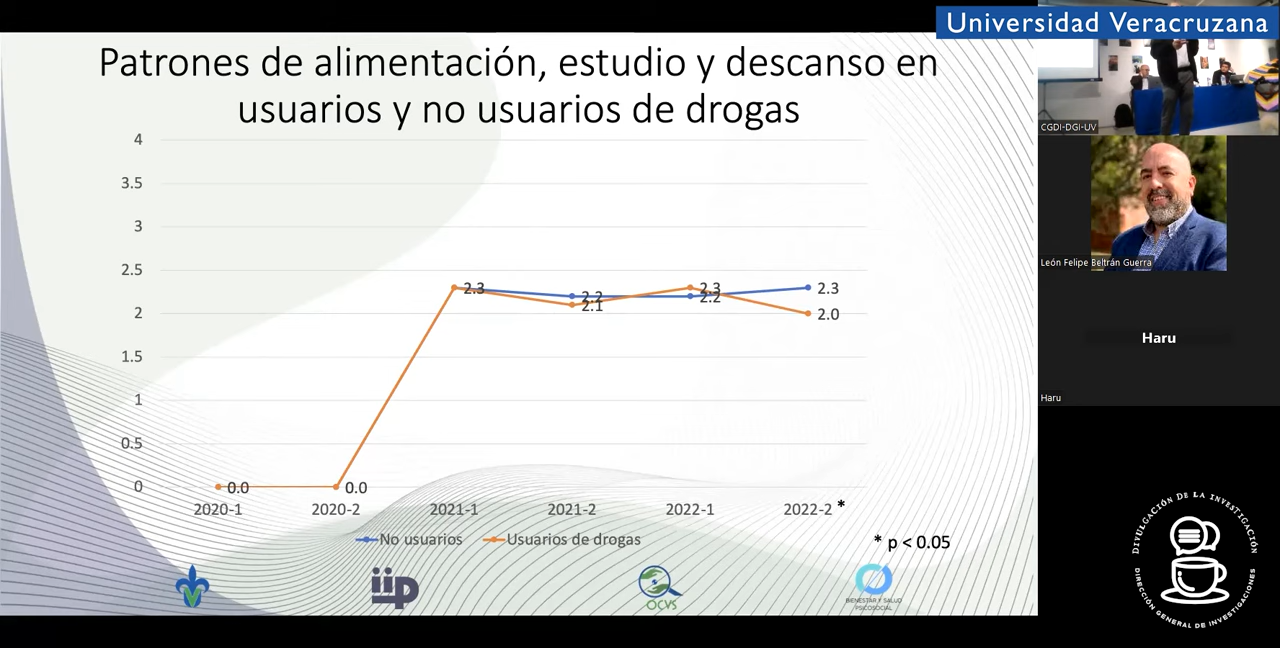 Universidad Veracruzana
Patrones de alimentación, estudio y descanso en
usuarios y no usuarios de drogas
4
3.5
3
2.5
2
1.5
1
0.5
0
0.0
0.0
2.3
2.2
2.1
2.3
2.2
2.3
2.0
2020-1
2020-2
2021-1
2021-2
2022-1
2022-2 *
No usuarios
Usuarios de drogas
* p < 0.05
iip
OCVS
BIENESTAR Y SALUD
PSICOSOCIAL
CGDI-DGI-UV
León Felipe Beltrán Guerra
Haru
Haru
DIVULGACIÓN DE LA INVESTIGACIÓN
DIRECCIÓN GENERAL DE INVESTIGACIONES